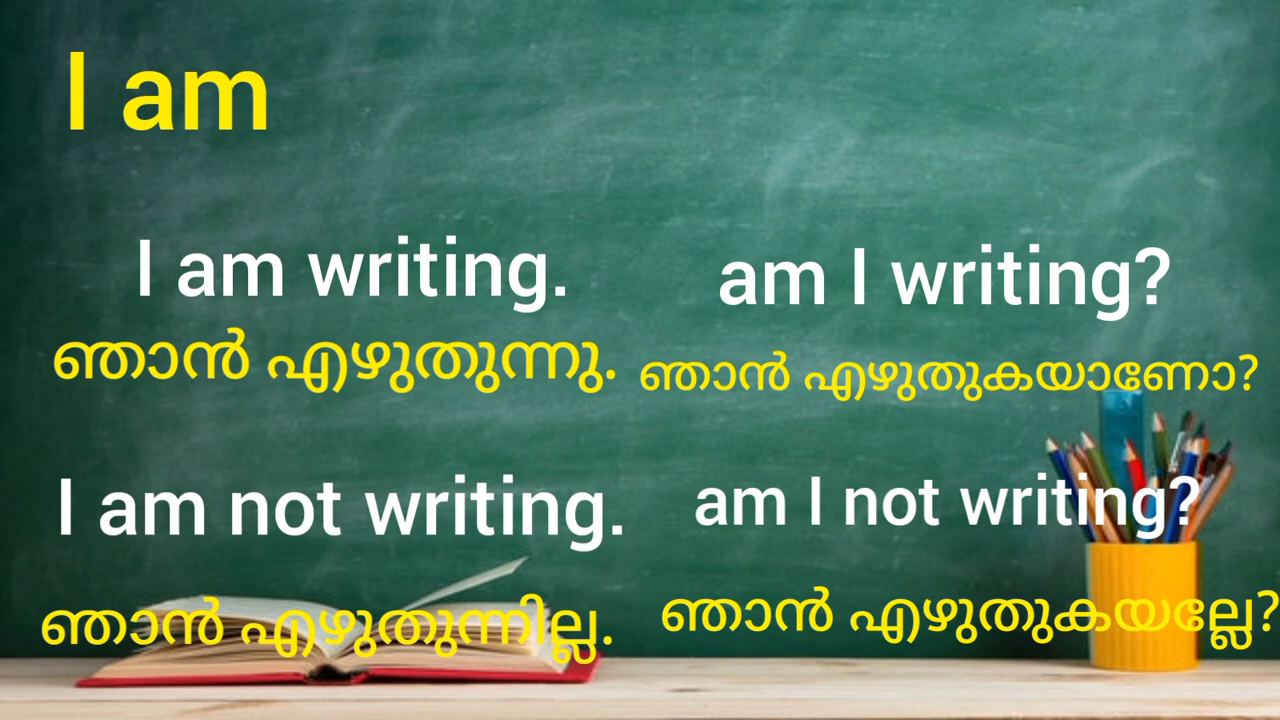 I am
I am writing.
ഞാൻ എഴുതുന്നു.
am I writing?
ഞാൻ എഴുതുകയാണോ?
I am not writing.
ഞാൻ എഴുതുന്നില്ല.
am I not writing?
ഞാൻ എഴുതുകയല്ലേ?